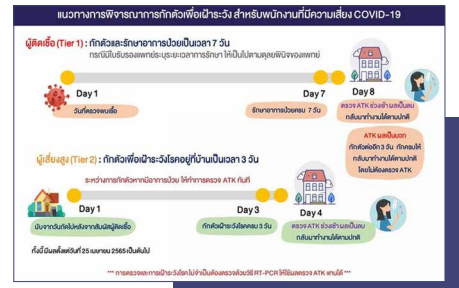 แนวทางการพิจารณาการกักตัวเพื่อเฝ้าระวัง สำหรับพนักงานที่มีความเสี่ยง COVID-19
ผู้ติดเชื้อ (Tier 1) : กักตัวและรักษาอาการป่วยเป็นเวลา 7 วัน
กรณีมีใบรับรองแพทย์ระบุระยะเวลาการรักษา ให้เป็นไปตามดุลยพินิจของแพทย์
Day 1
Day 7
Day 8
วันที่ตรวจพบเชื้อ
รักษาอาการป่วยครบ 7 วัน
ตรวจ ATK ช่วงเช้า ผลเป็นลบ
กลับมาทำงานได้ตามปกติ
ATK ผลเป็นบวก
กักตัวต่ออีก 3 วัน กักครบให้
กลับมาทำงานได้ตามปกติ
โดยไม่ต้องตรวจ ATK
ผู้เสี่ยงสูง (Tier 2) : กักตัวเพื่อเฝ้าระวังโรคอยู่ที่บ้านเป็นเวลา 3 วัน
ระหว่างการกักตัวหากมีอาการป่วย ให้ทำการตรวจ ATK ทันที
Day 1
Day 3
Day 4
นับจากวันถัดไปหลังจากสัมผัสผู้ติดเชื้อ
กักตัวเฝ้าระวังโรคครบ 3 วัน
ตรวจ ATK ช่วงเช้า ผลเป็นลบ
กลับมาทำงานได้ตามปกติ
ทั้งนี้ มีผลตั้งแต่วันที่ 25 เมษายน 2565 เป็นต้นไป
*** การตรวจและการเฝ้าระวังโรคไม่จำเป็นต้องตรวจด้วยวิธี RT-PCR ให้ใช้ผลตรวจ ATK แทนได้ ***